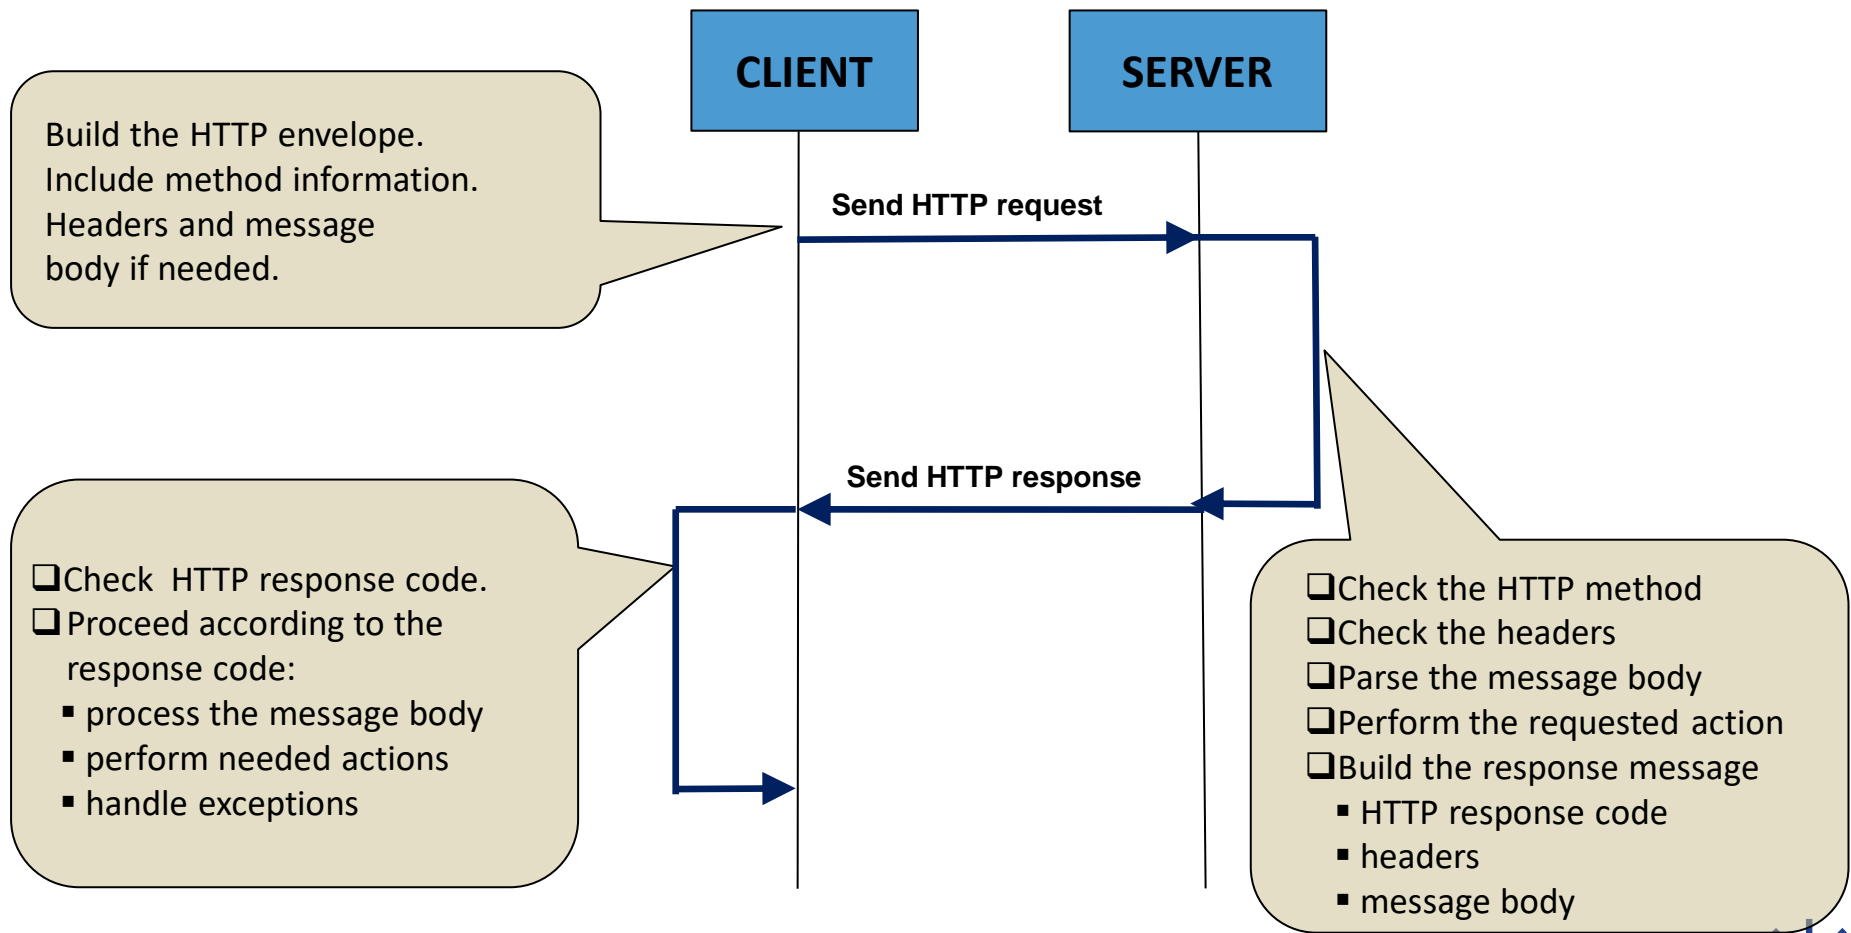 CLIENT
SERVER
Build the HTTP envelope.
Include method information.
Headers and message
body if needed.
Send HTTP request
Send HTTP response
❑Check  HTTP response code.
❑Proceed according to the
response code:
▪ process the message body
▪ perform needed actions
▪ handle exceptions
❑Check the HTTP method
❑Check the headers
❑Parse the message body
❑Perform the requested action
❑Build the response message
▪ HTTP response code
▪ headers
▪ message body